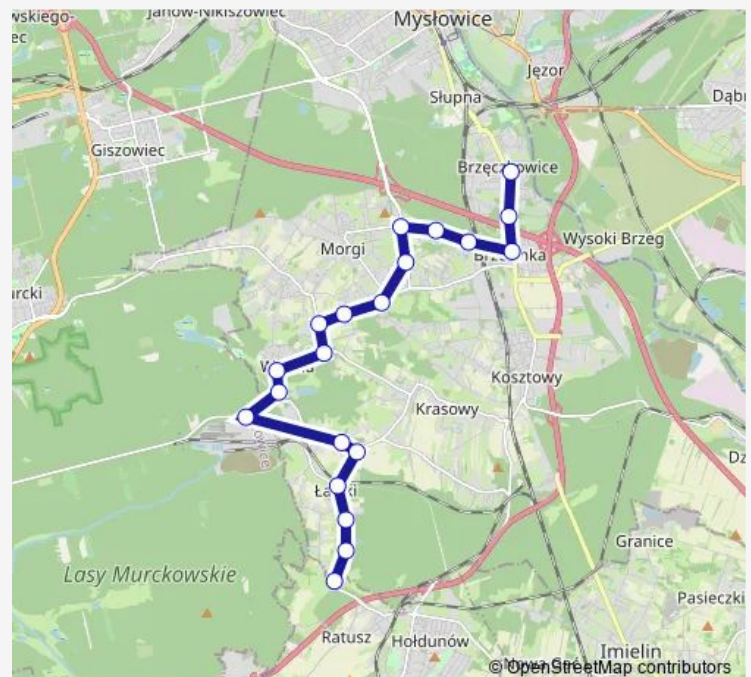 Janów-Nikiszowiec
Mysłowice
Jęzor
Słupna
Giszowiec
Brzęczkowice
Morgi
Wysoki Brzeg
Kosztowy
Krasowy
Granice
Lasy Murckowskie
Pasieczki
Ratusz
Hołdunów
Imielin
© OpenStreetMap contributors